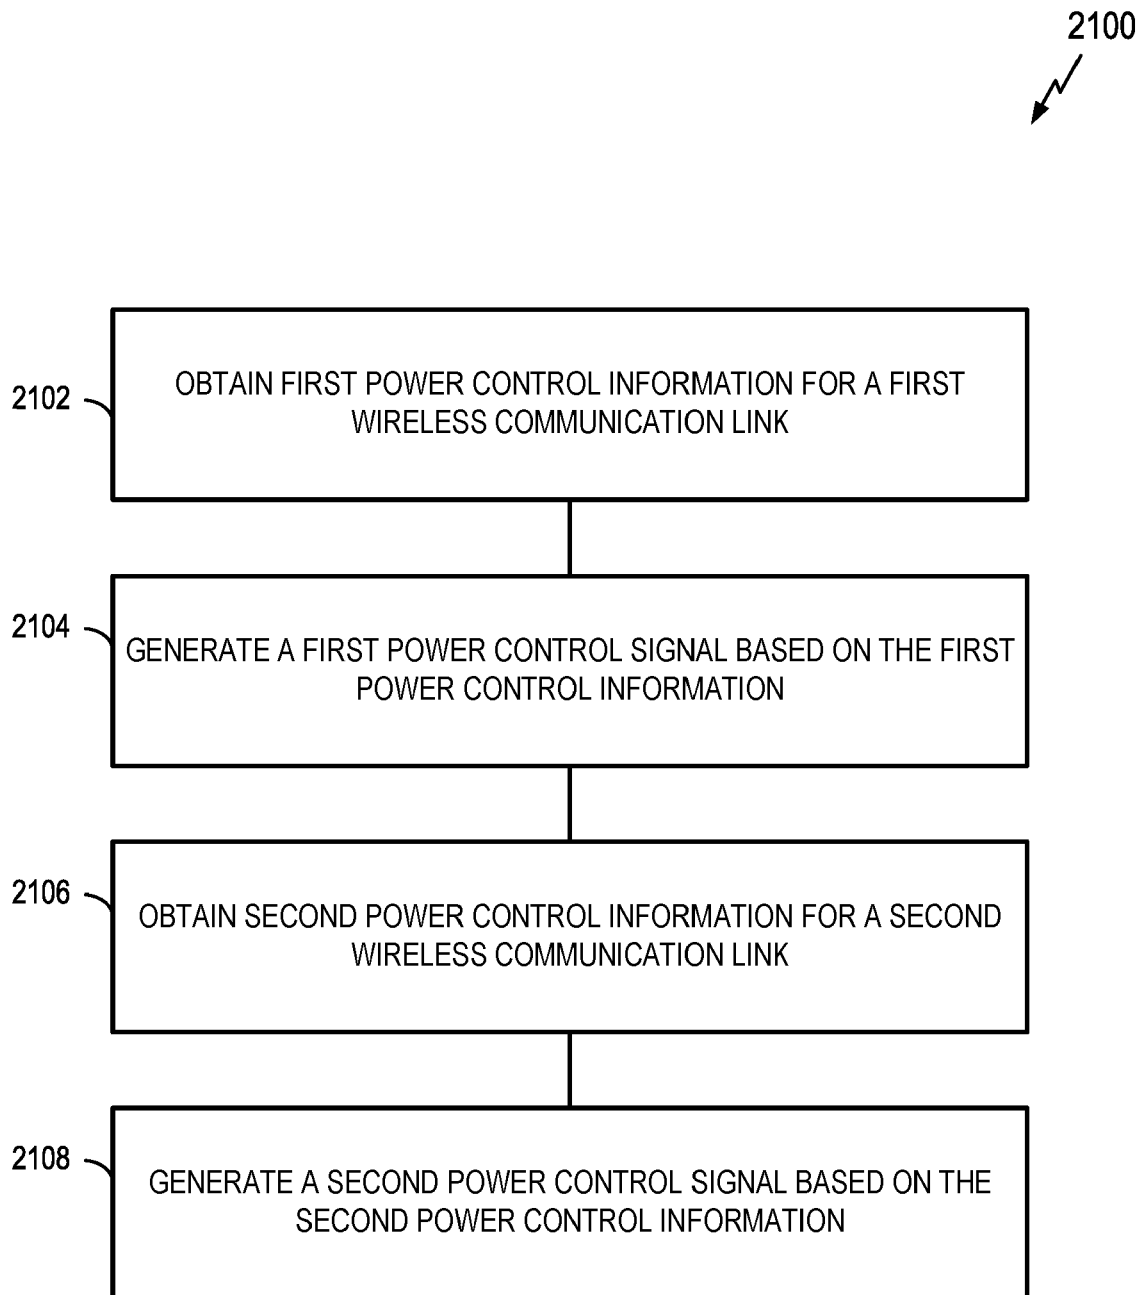 2100
2102
OBTAIN FIRST POWER CONTROL INFORMATION FOR A FIRST
WIRELESS COMMUNICATION LINK
2104
GENERATE A FIRST POWER CONTROL SIGNAL BASED ON THE FIRST
POWER CONTROL INFORMATION
2106
OBTAIN SECOND POWER CONTROL INFORMATION FOR A SECOND
WIRELESS COMMUNICATION LINK
2108
GENERATE A SECOND POWER CONTROL SIGNAL BASED ON THE
SECOND POWER CONTROL INFORMATION